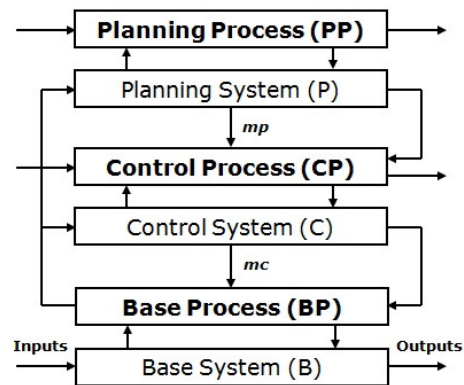 Planning Process (PP)
Planning System (P)
mp
Control Process (CP)
Control System (C)
mc
Base Process (BP)
Inputs
Outputs
Base System (B)